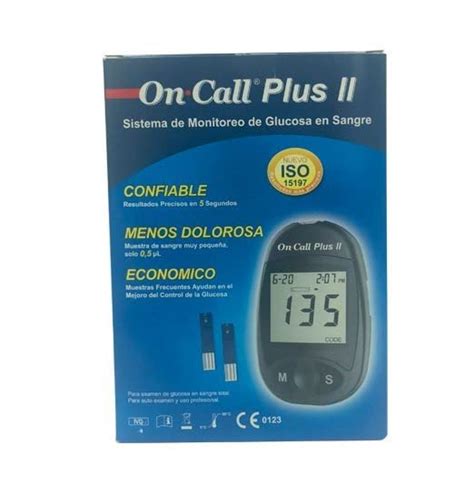 On·Call® Plus II
Sistema de Monitoreo de Glucosa en Sangre
NUEVO
ISO
15197
CONFIABLE
Resultados Precisos en 5 Segundos
MENOS DOLOROSA
Muestra de sangre muy pequeña,
solo 0,5 µL
ECONOMICO
Muestras Frecuentes Ayudan en el
Mejoro del Control de la Glucosa
On Call Plus II
6-20 2:07 PM
135
CODE
M S
Para examen de glucosa en sangre total.
Para auto examen y uso profesional.
CE 0123